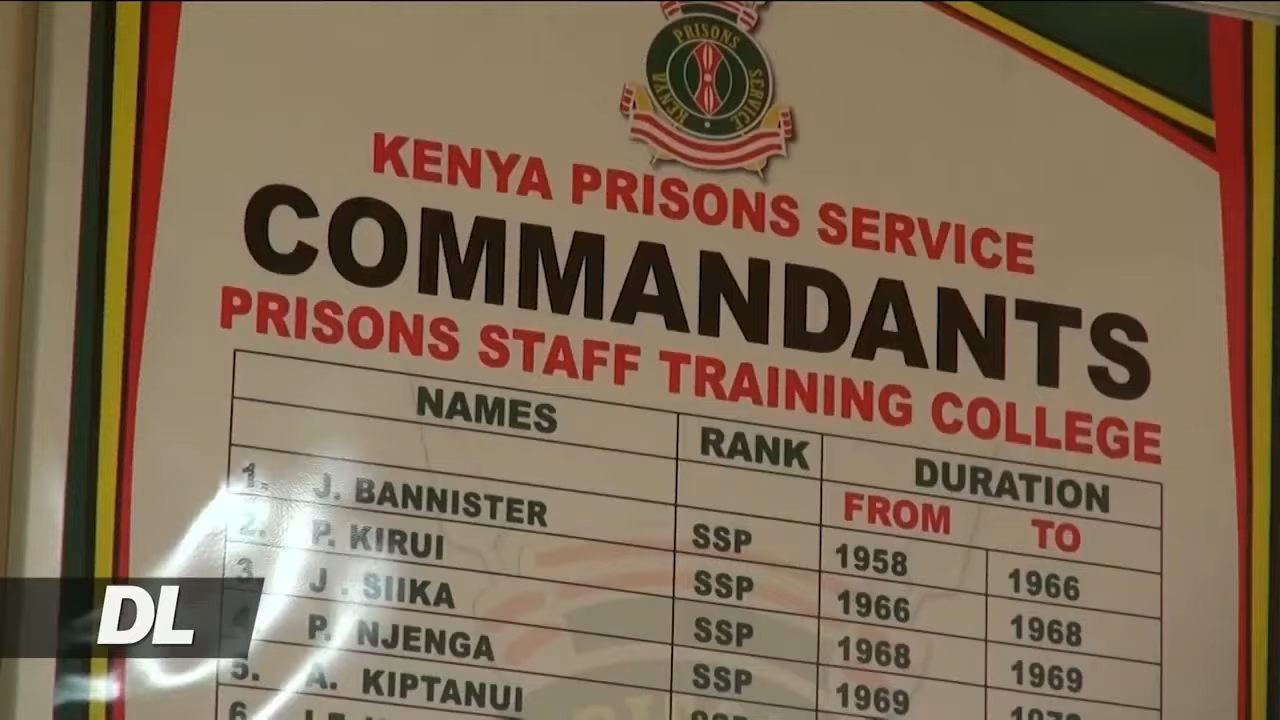 PRISONS
KENYA SERVICE
KENYA PRISONS SERVICE
COMMANDANTS
PRISONS STAFF TRAINING COLLEGE
NAMES RANK DURATION
FROM TO
1. J. BANNISTER SSP 1958 1966
2. P. KIRUI SSP 1966 1968
3 J . SIIKA SSP 1968 1969
4 P. NJENGA SSP 1969
5. A. KIPTANUI
6.
DL